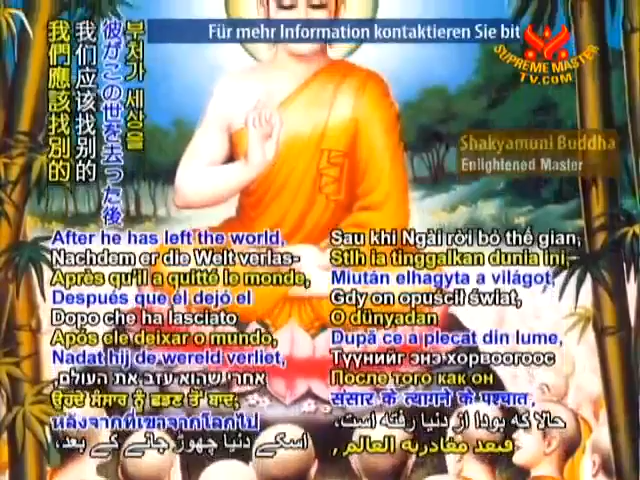 Für mehr Information kontaktieren Sie bit
SUPREME MASTER
TV.COM
부처가 세상을
彼がこの世を去った後
我们应该找别的
我們應該找別的
Shakyamuni Buddha
Enlightened Master
After he has left the world,
Nachdem er die Welt verlas-
Après qu'il a quitté le monde,
Después que él dejó el
Dopo che ha lasciato
Após ele deixar o mundo,
Nadat hij de wereld verliet,
אחרי שהוא עזב את העולם,
ਉਹਦੇ ਸੰਸਾਰ ਨੂੰ ਛਡਣ ਤੋਂ ਬਾਦ,
หลังจากที่เขาจากโลกไป
اسکے دنیا چھوڑ جانے کے بعد،
Sau khi Ngài rời bỏ thế gian,
Stlh ia tinggalkan dunia ini,
Miután elhagyta a világot,
Gdy on opuścił świat,
O dünyadan
După ce a plecat din lume,
Түүнийг энэ хорвоогоос
После того как он
संसार के त्यागने के पश्चात,
حالا که بودا از دنیا رفته است،
فبعد مغادرته العالم ,